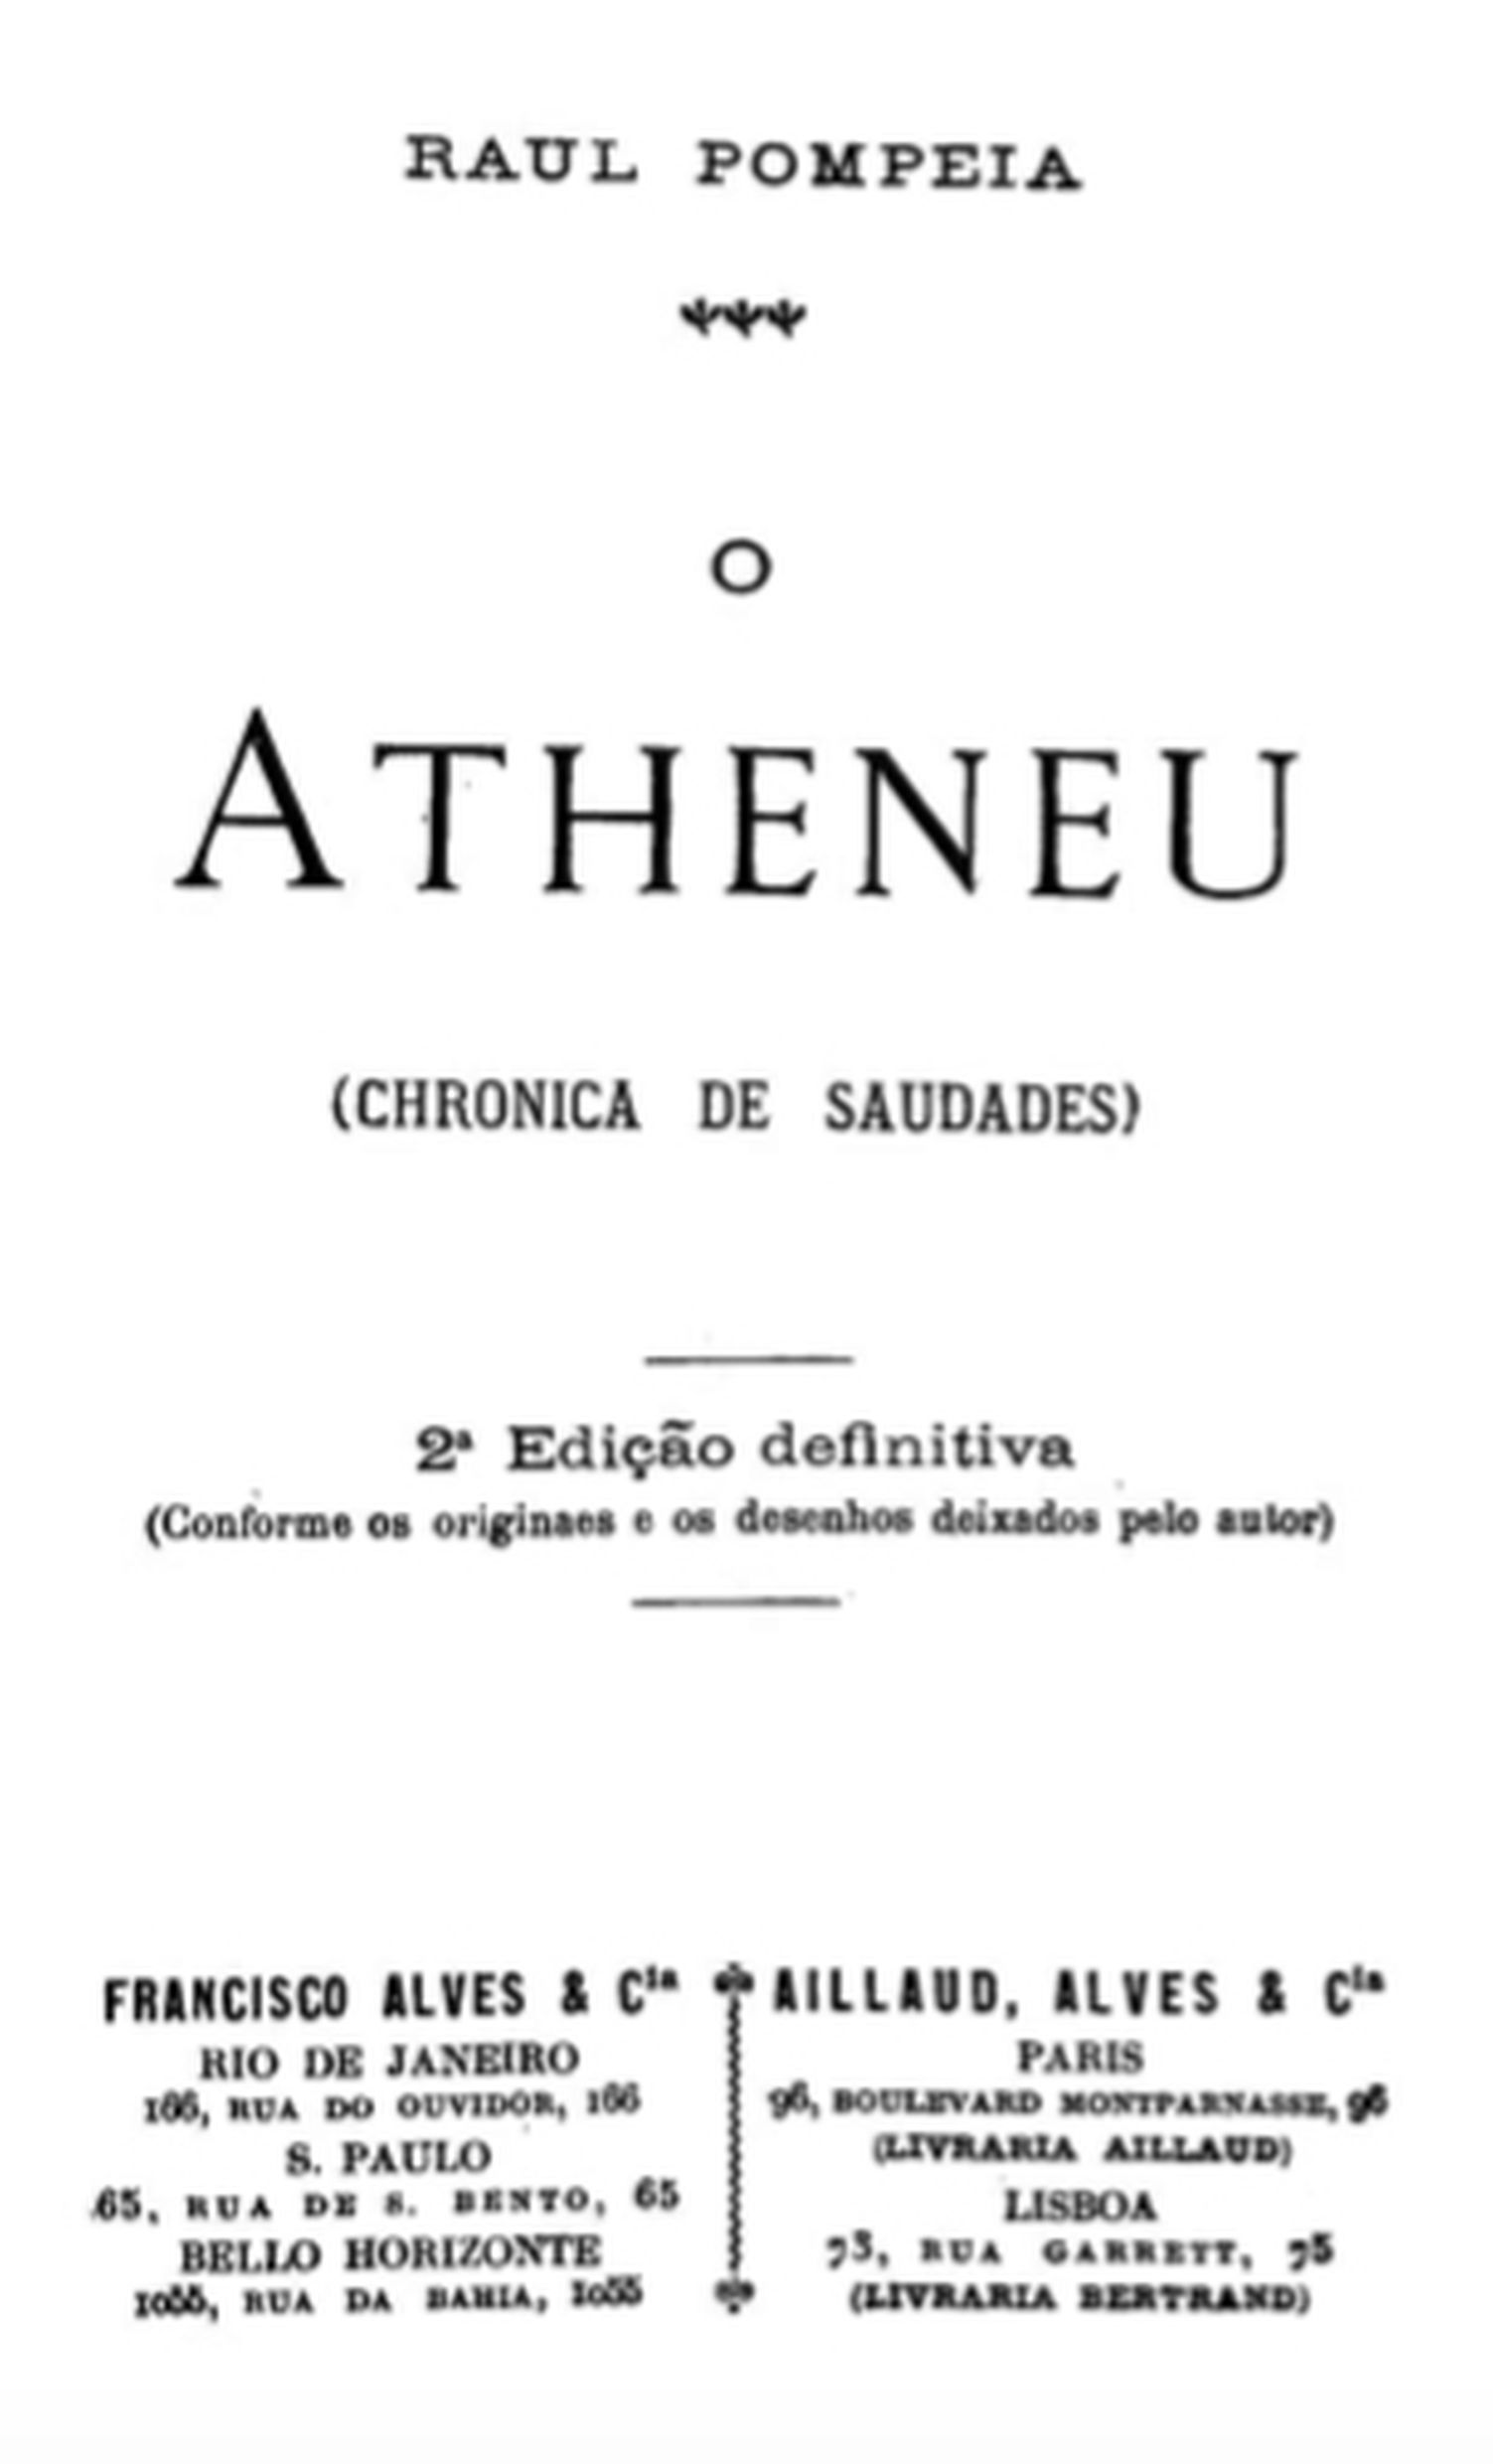 RAUL POMPEIA
O
ATHENEU
(CHRONICA DE SAUDADES)
2ª Edição definitiva
(Conforme os originaes e os desenhos deixados pelo autor)
FRANCISCO ALVES & Cia
RIO DE JANEIRO
166, RUA DO OUVIDOR, 166
S. PAULO
65, RUA DE S. BENTO, 65
BELLO HORIZONTE
1055, RUA DA BAHIA, 1055
AILLAUD, ALVES & Cia
PARIS
96, BOULEVARD MONTPARNASSE, 96
(LIVRARIA AILLAUD)
LISBOA
73, RUA GARRETT, 75
(LIVRARIA BERTRAND)